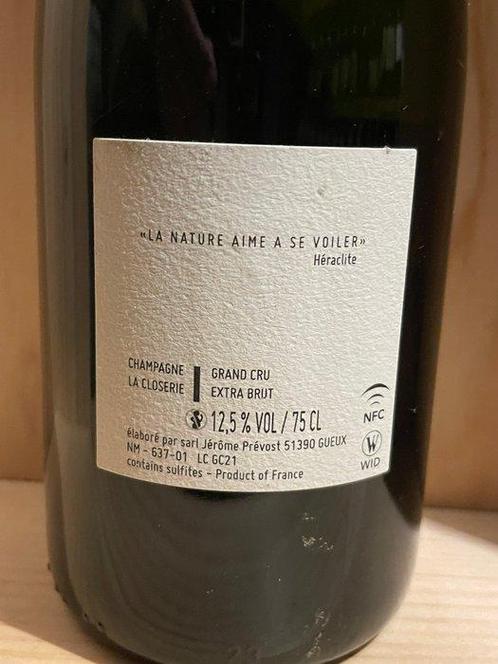 «LA NATURE AIME A SE VOILER»
Héraclite
CHAMPAGNE
LA CLOSERIE
GRAND CRU
EXTRA BRUT
12,5 % VOL / 75 CL
élaboré par sarl Jérôme Prévost 51390 GUEUX
NM - 637-01 LC GC21
contains sulfites - Product of France
NFC
W
WID